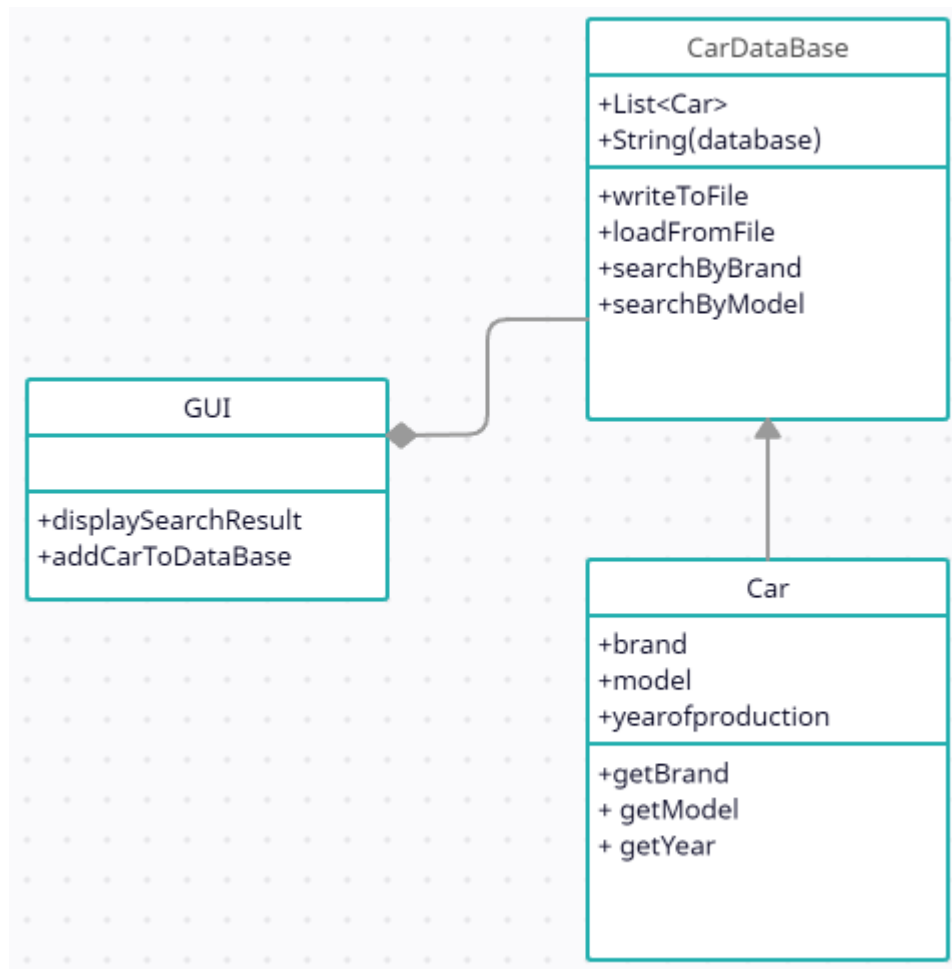 CarDataBase
+List<Car>
+String(database)
+writeToFile
+loadFromFile
+searchByBrand
+searchByModel
GUI
+displaySearchResult
+addCarToDataBase
Car
+brand
+model
+yearofproduction
+getBrand
+ getModel
+ getYear